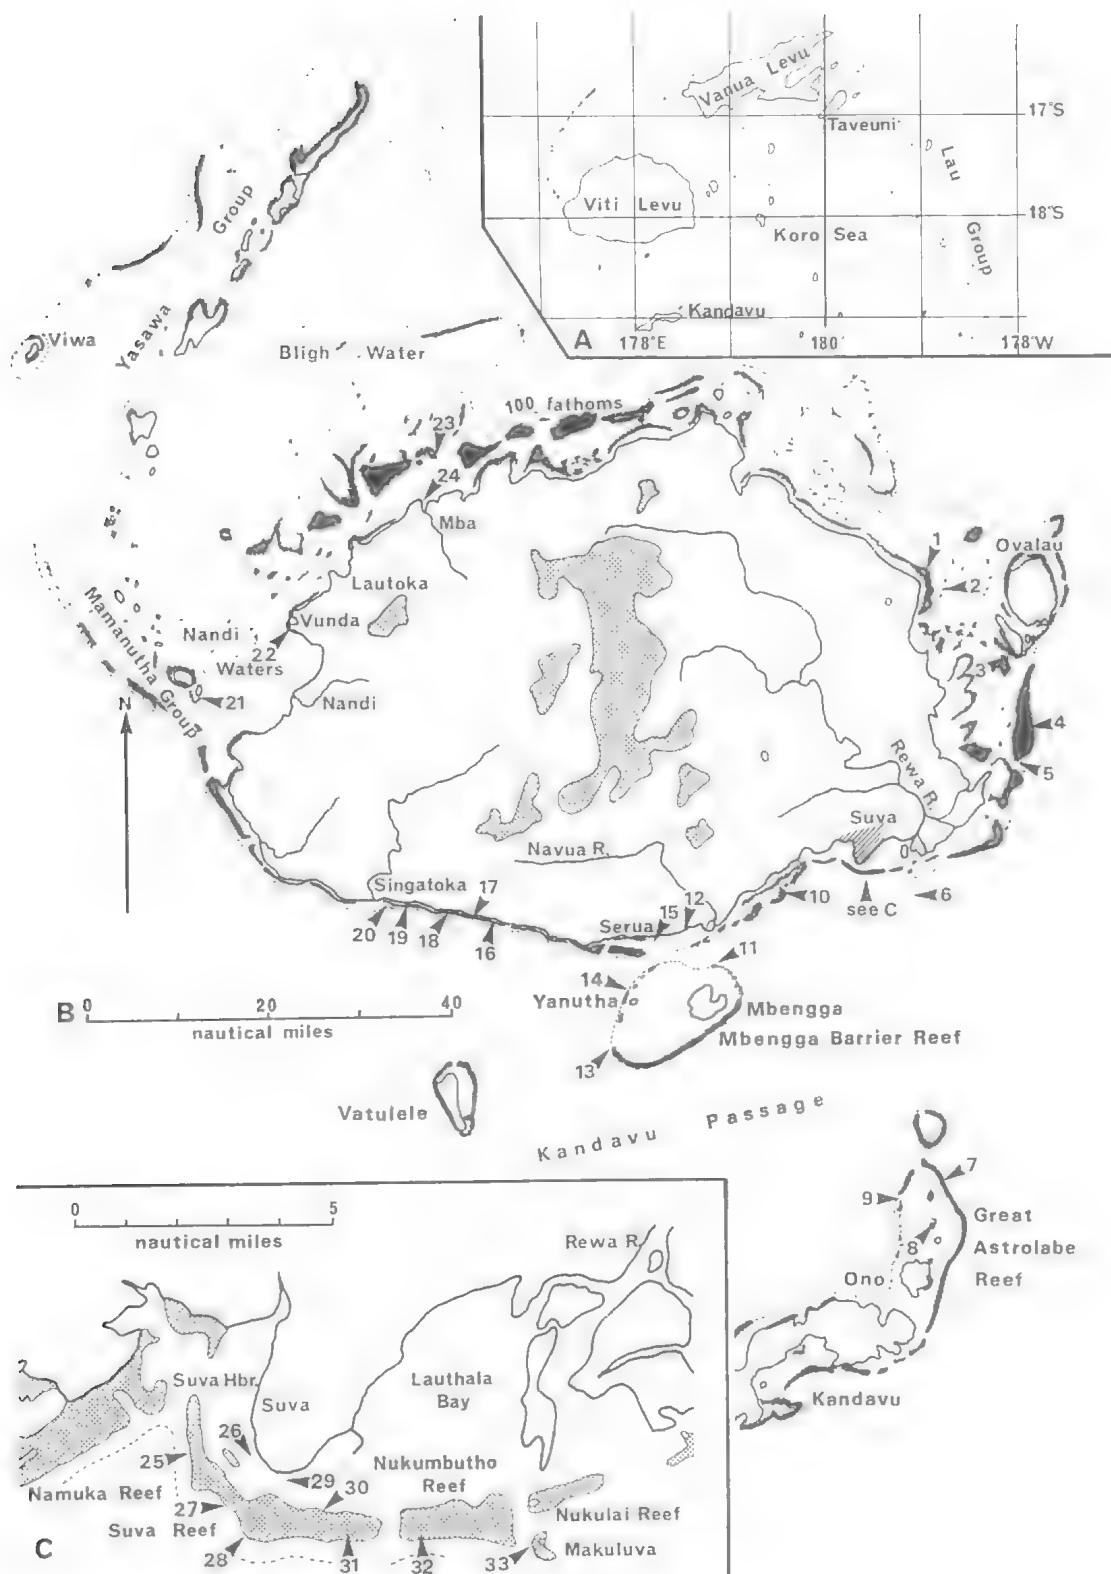 Vanua Levu
17°S
Taveuni
Lau
Group
Viti Levu
18°S
Koro Sea
Kandavu
A
178°E
180°
178°W
Group
Yasawa
Viwa
Bligh Water
100 fathoms
23
24
Mba
1
Ovalau
2
Lautoka
Vunda
Nandi
Waters
22
3
Mamanutha Group
21
N
Nandi
4
Rewa R.
5
Suva
Navua R.
Singatoka
17
12
10
see C
6
20
19
18
16
Serua
15
11
14
Yanutha
B
0 20 40
nautical miles
Mbengga
Mbengga Barrier Reef
13
Vatulele
Kandavu Passage
7
9
Great
Astrolabe
Reef
8
Ono
Kandavu
0 5
nautical miles
Rewa R.
Suva Hbr.
Suva
Lauthala
Bay
26
25
Nukumbutho
Reef
29
30
Namuka Reef
27
Suva Reef
Nukulai Reef
C
28
31
32
33
Makuluva